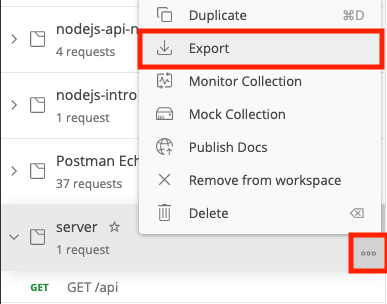 nodejs-api-n
4 requests
nodejs-intro
1 request
Postman Ech
37 requests
server
1 request
GET GET /api
Duplicate ⌘D
Export
Monitor Collection
Mock Collection
Publish Docs
Remove from workspace
Delete